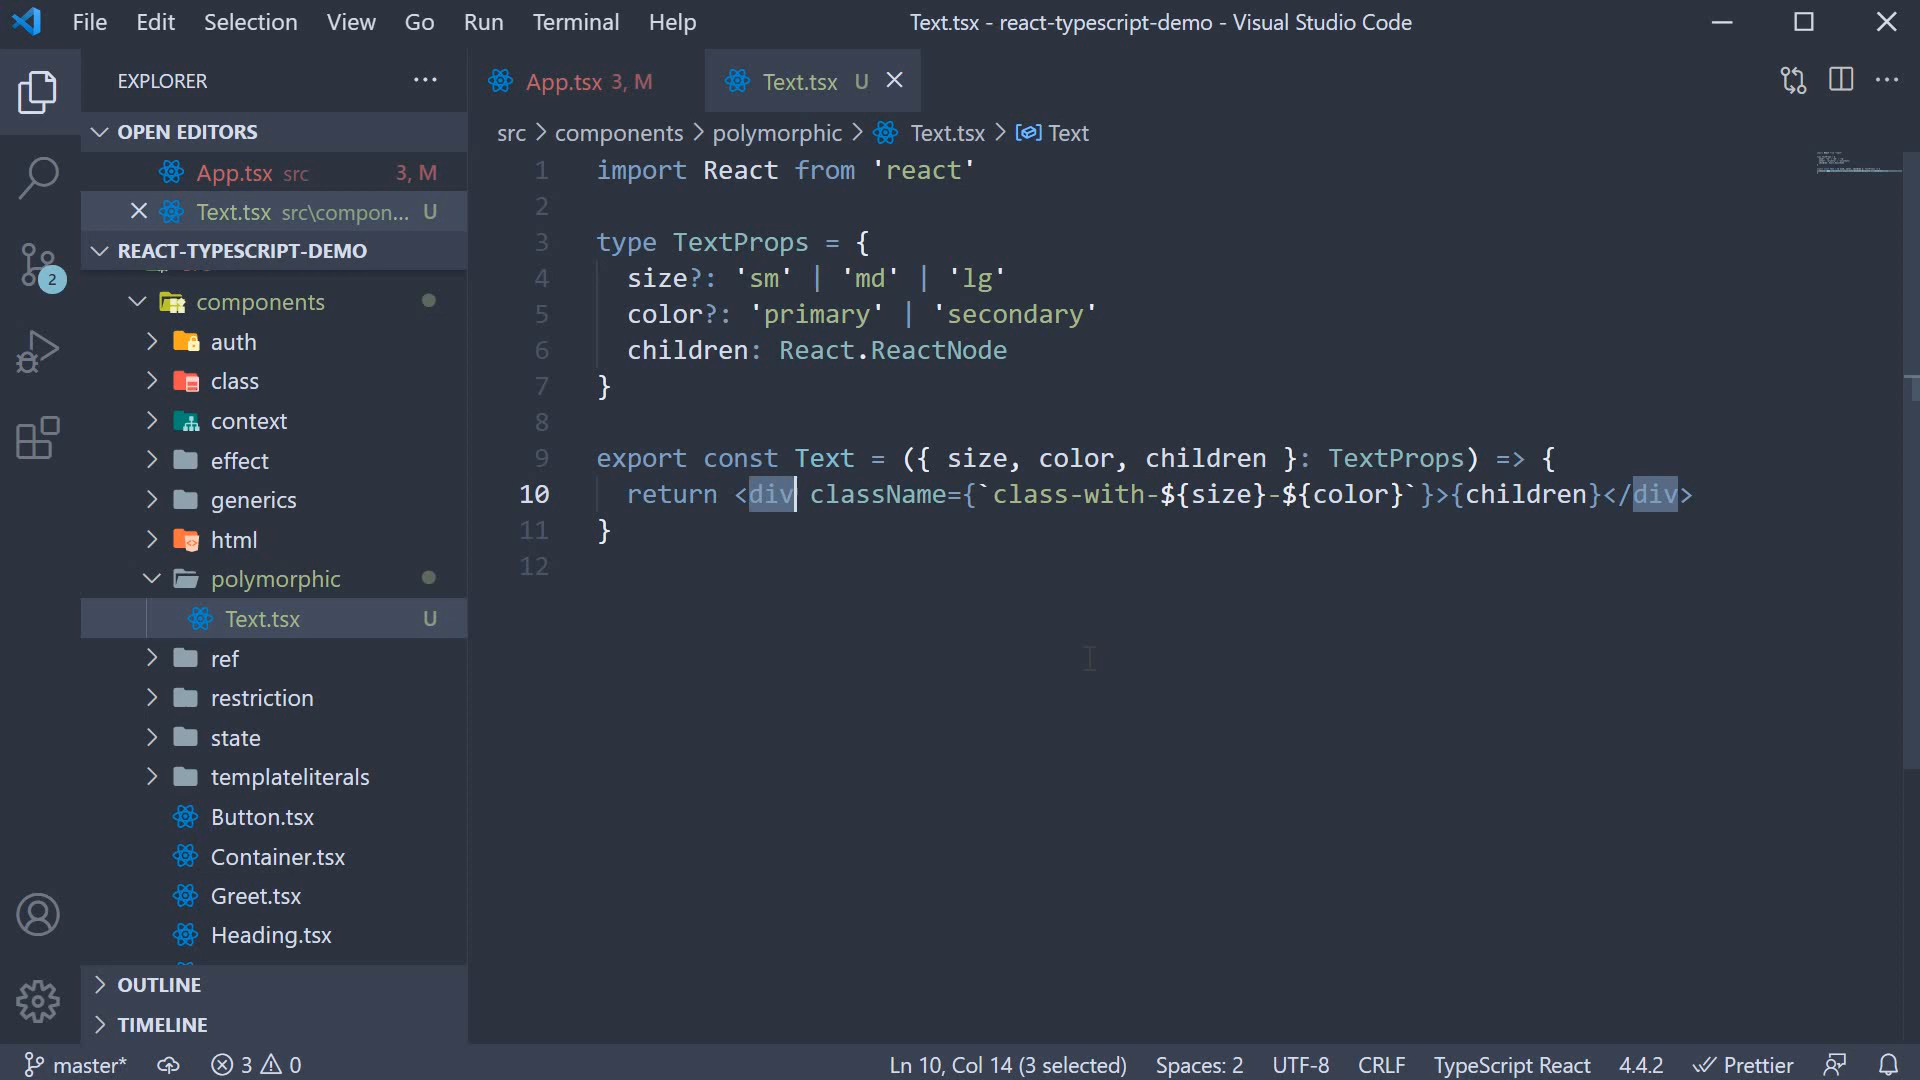 File Edit Selection View Go Run Terminal Help
Text.tsx - react-typescript-demo - Visual Studio Code
EXPLORER
OPEN EDITORS
App.tsx src 3, M
Text.tsx src\compon... U
REACT-TYPESCRIPT-DEMO
components
auth
class
context
effect
generics
html
polymorphic
Text.tsx U
ref
restriction
state
templateliterals
Button.tsx
Container.tsx
Greet.tsx
Heading.tsx
OUTLINE
TIMELINE
2
App.tsx 3, M
Text.tsx U
src > components > polymorphic > Text.tsx > Text
1 import React from 'react'
2
3 type TextProps = {
4 size?: 'sm' | 'md' | 'lg'
5 color?: 'primary' | 'secondary'
6 children: React.ReactNode
7 }
8
9 export const Text = ({ size, color, children }: TextProps) => {
10 return <div className={`class-with-${size}-${color}`}>{children}</div>
11 }
12
master* 3 0
Ln 10, Col 14 (3 selected) Spaces: 2 UTF-8 CRLF TypeScript React 4.4.2 Prettier